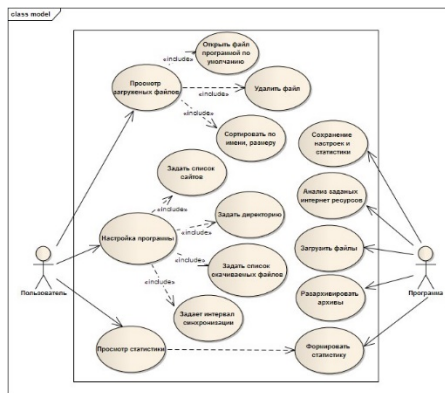 class model
Просмотр
загруженых файлов
«include»
Открыть файл
программой по
умолчанию
«include»
Удалить файл
«include»
Сортировать по
имени, размеру
Задать список
сайтов
«include»
Настройка программы
«include»
Задать директорию
«include»
Задать список
скачиваемых файлов
«include»
Задает интервал
синхронизации
Просмотр статистики
Пользователь
Сохранение
настроек и
статистики
Анализ заданых
интернет ресурсов
Загрузить файлы
Разархивировать
архивы
Формировать
статистику
Программа